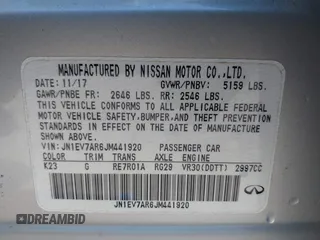 MANUFACTURED BY NISSAN MOTOR CO.,LTD.
DATE: 11/17 GVWR/PNBV: 5159 LBS.
GAWR/PNBE FR: 2646 LBS. RR: 2546 LBS.
THIS VEHICLE CONFORMS TO ALL APPLICABLE FEDERAL
MOTOR VEHICLE SAFETY, BUMPER, AND THEFT PREVENTION
STANDARDS IN EFFECT ON THE DATE OF MANUFACTURE
SHOWN ABOVE.
VIN: JN1EV7AR6JM441920 PASSENGER CAR
COLOR TRIM TRANS AXLE ENGINE
K23 G RE7R01A RG29 VR30(DDTT) 2997CC
INFINITI
JN1EV7AR6JM441920
© DREAMBID